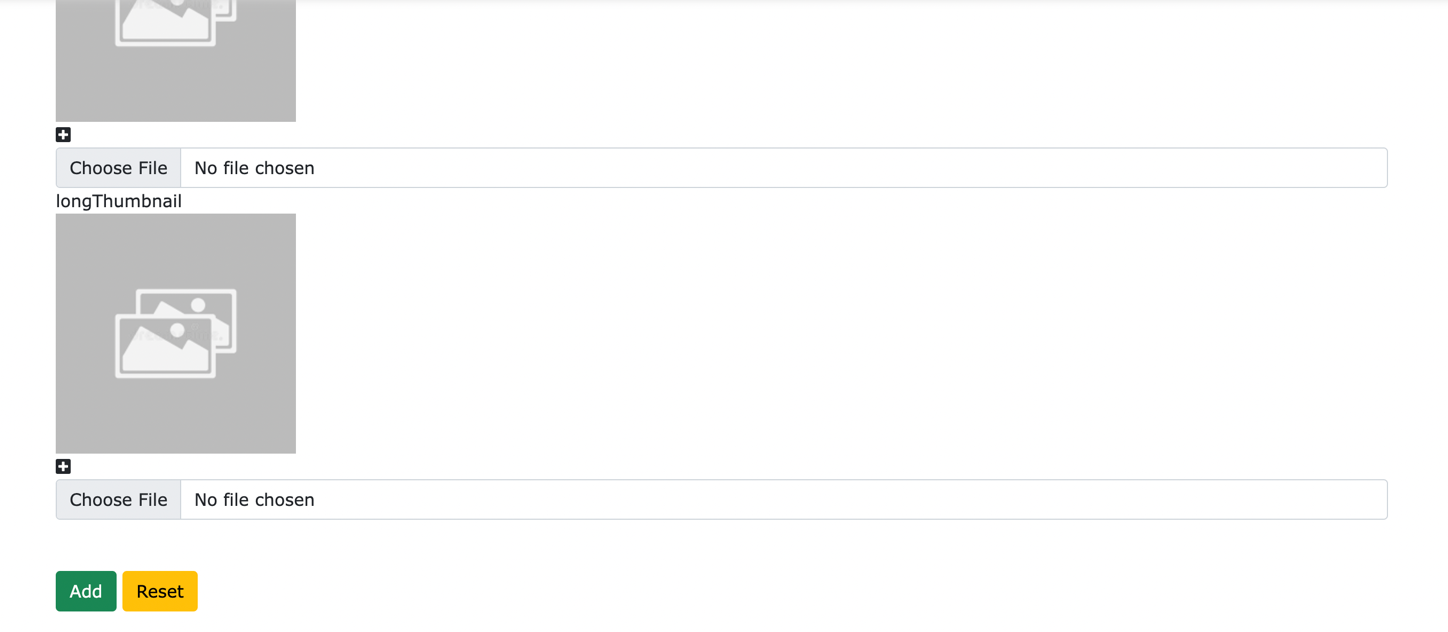 Choose File No file chosen
longThumbnail
Choose File No file chosen
Add Reset